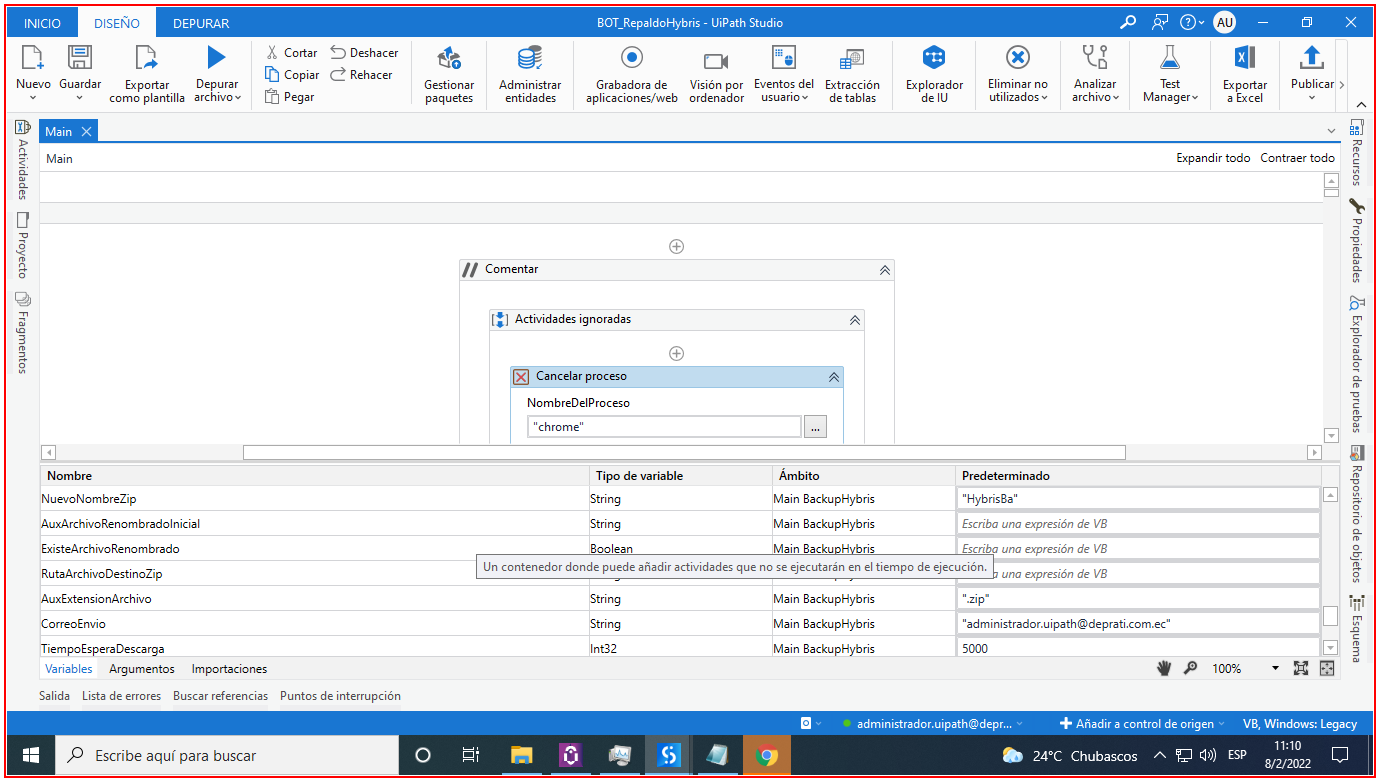 INICIO DISEÑO DEPURAR BOT_RepaldoHybris - UiPath Studio AU
Nuevo Guardar Exportar como plantilla Depurar archivo
Cortar Deshacer
Copiar Rehacer
Pegar
Gestionar paquetes
Administrar entidades
Grabadora de aplicaciones/web
Visión por ordenador
Eventos del usuario
Extracción de tablas
Explorador de IU
Eliminar no utilizados
Analizar archivo
Test Manager
Exportar a Excel
Publicar
Actividades
Proyecto
Fragmentos
Main
Main Expandir todo Contraer todo
Comentar
Actividades ignoradas
Cancelar proceso
NombreDelProceso
"chrome" ...
Nombre Tipo de variable Ámbito Predeterminado
NuevoNombreZip String Main BackupHybris "HybrisBa"
AuxArchivoRenombradoInicial String Main BackupHybris Escriba una expresión de VB
ExisteArchivoRenombrado Boolean Main BackupHybris Escriba una expresión de VB
Un contenedor donde puede añadir actividades que no se ejecutarán en el tiempo de ejecución.
RutaArchivoDestinoZip una expresión de VB
AuxExtensionArchivo String Main BackupHybris ".zip"
CorreoEnvio String Main BackupHybris "administrador.uipath@deprati.com.ec"
TiempoEsperaDescarga Int32 Main BackupHybris 5000
Variables Argumentos Importaciones 100%
Salida Lista de errores Buscar referencias Puntos de interrupción
Recursos
Propiedades
Explorador de pruebas
Repositorio de objetos
Esquema
administrador.uipath@depr... Añadir a control de origen VB, Windows: Legacy
Escribe aquí para buscar 24°C Chubascos ESP 11:10
8/2/2022